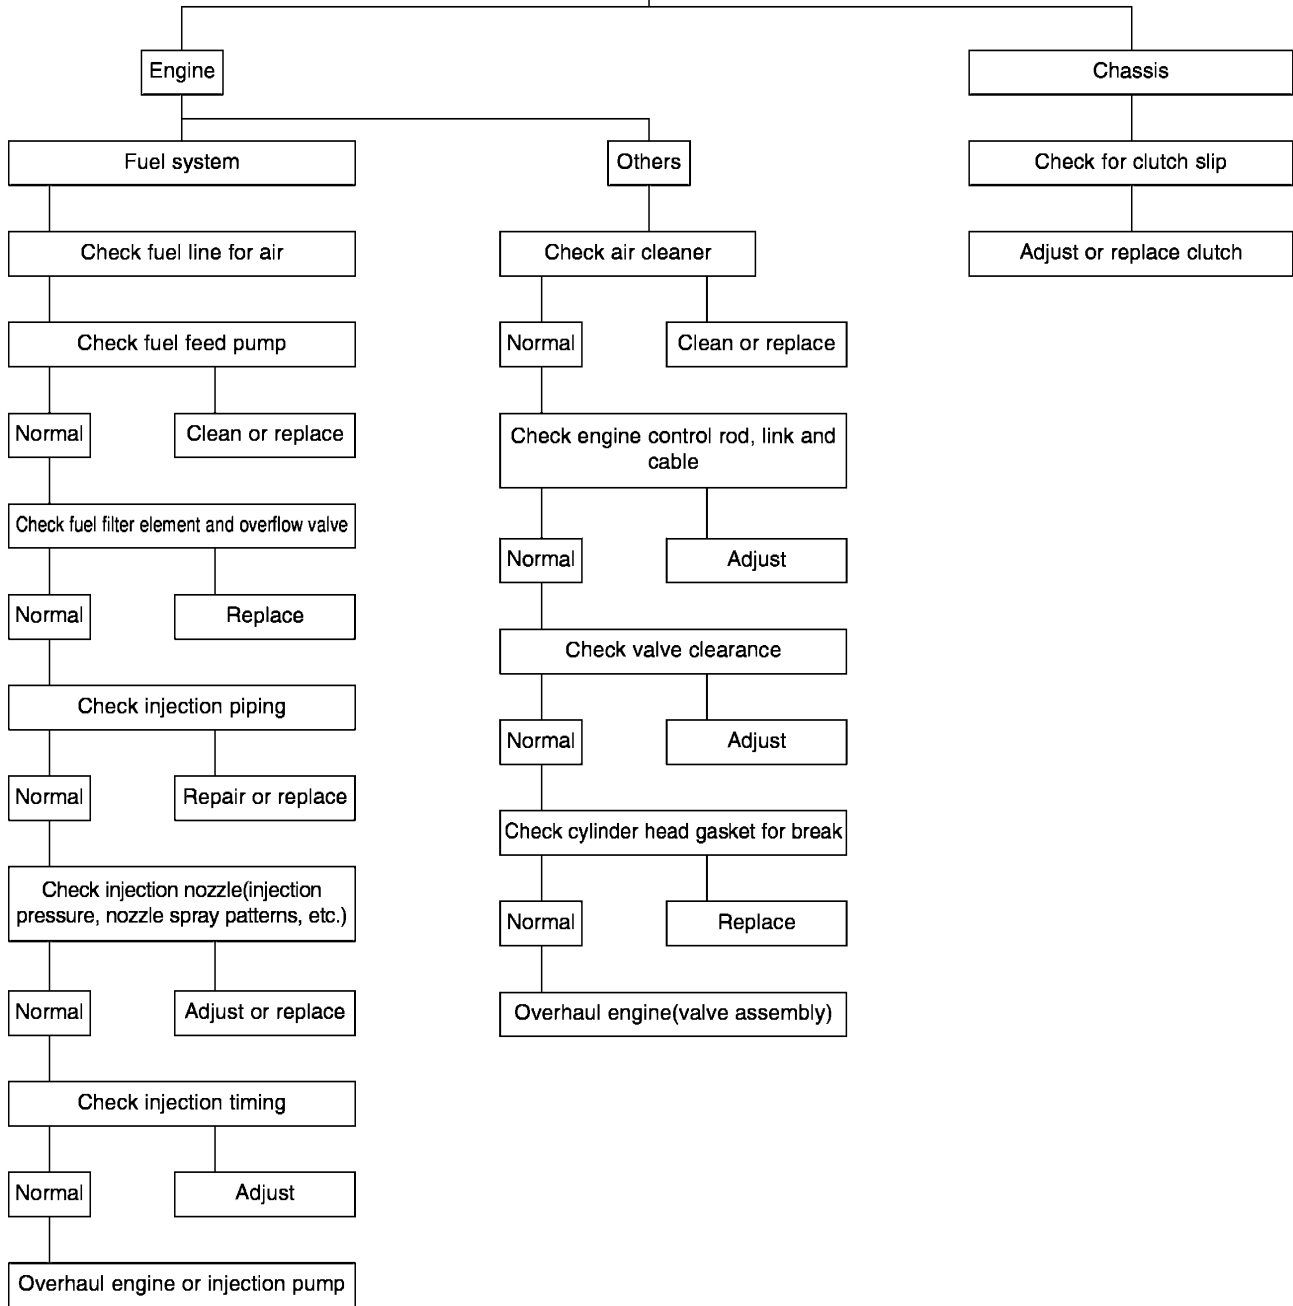 Engine
Chassis
Fuel system
Others
Check for clutch slip
Check fuel line for air
Check air cleaner
Adjust or replace clutch
Check fuel feed pump
Normal
Clean or replace
Normal
Clean or replace
Check engine control rod, link and
cable
Check fuel filter element and overflow valve
Normal
Adjust
Normal
Replace
Check valve clearance
Check injection piping
Normal
Adjust
Normal
Repair or replace
Check cylinder head gasket for break
Check injection nozzle(injection
pressure, nozzle spray patterns, etc.)
Normal
Replace
Normal
Adjust or replace
Overhaul engine(valve assembly)
Check injection timing
Normal
Adjust
Overhaul engine or injection pump